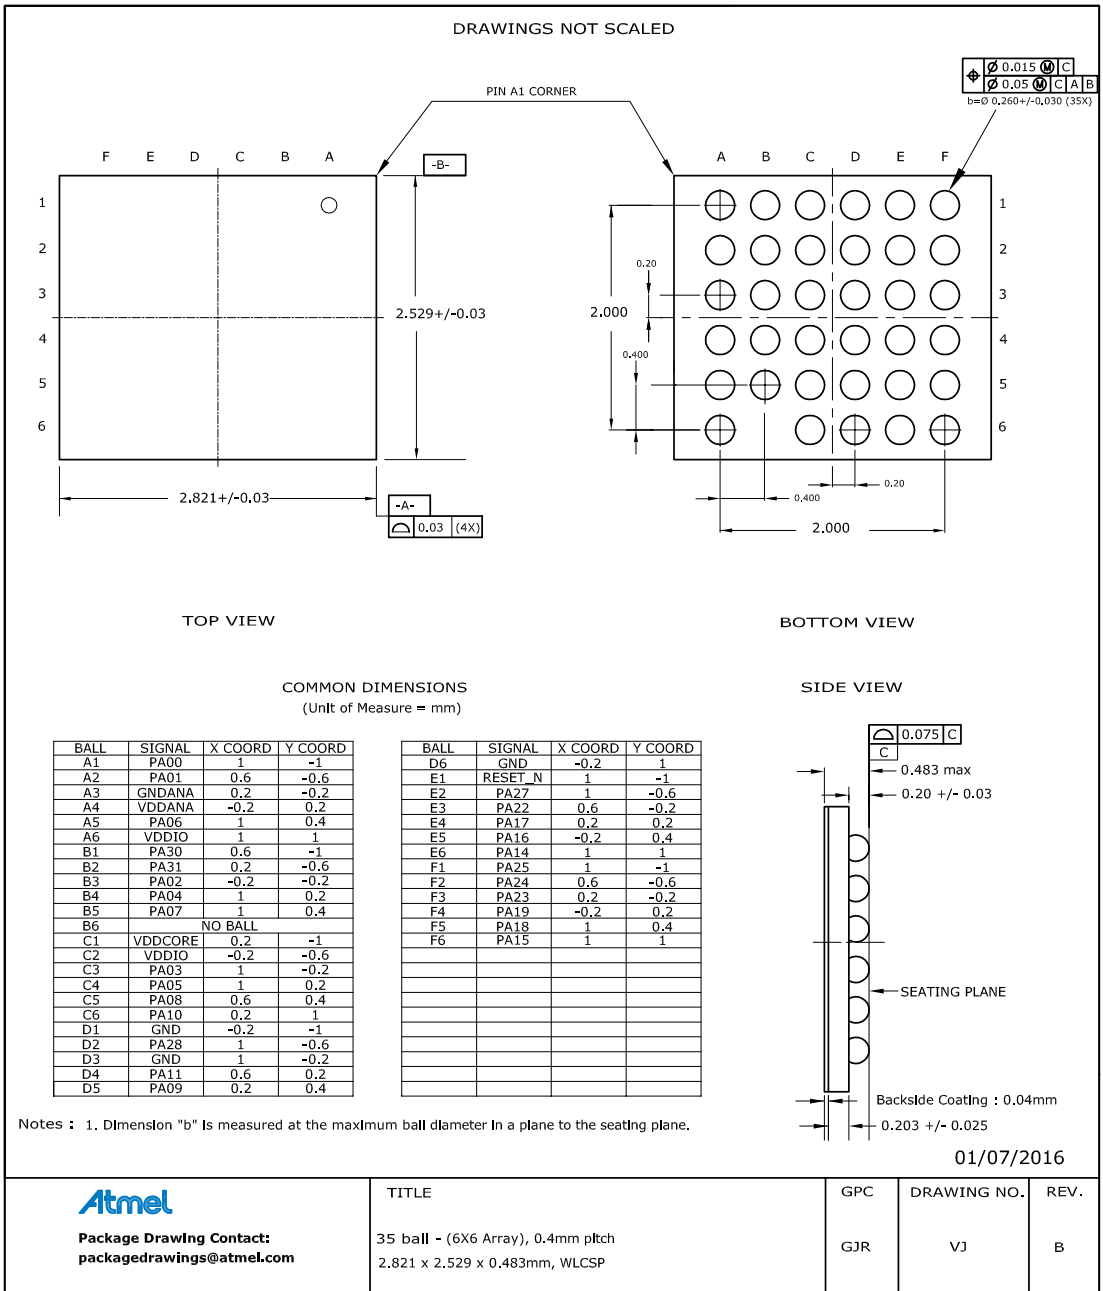 DRAWINGS NOT SCALED
⌖ Ø 0.015 Ⓜ C
Ø 0.05 Ⓜ C A B
b=Ø 0.260+/-0.030 (35X)
PIN A1 CORNER
F E D C B A
-B-
A B C D E F
1
2
3
4
5
6
2.529+/-0.03
2.821+/-0.03
-A-
0.03 (4X)
1
2
3
4
5
6
0.20
2.000
0.400
0.20
0.400
2.000
TOP VIEW
BOTTOM VIEW
COMMON DIMENSIONS
(Unit of Measure = mm)
SIDE VIEW
BALL SIGNAL X COORD Y COORD
A1 PA00 1 -1
A2 PA01 0.6 -0.6
A3 GNDANA 0.2 -0.2
A4 VDDANA -0.2 0.2
A5 PA06 1 0.4
A6 VDDIO 1 1
B1 PA30 0.6 -1
B2 PA31 0.2 -0.6
B3 PA02 -0.2 -0.2
B4 PA04 1 0.2
B5 PA07 1 0.4
B6 NO BALL
C1 VDDCORE 0.2 -1
C2 VDDIO -0.2 -0.6
C3 PA03 1 -0.2
C4 PA05 1 0.2
C5 PA08 0.6 0.4
C6 PA10 0.2 1
D1 GND -0.2 -1
D2 PA28 1 -0.6
D3 GND 1 -0.2
D4 PA11 0.6 0.2
D5 PA09 0.2 0.4
BALL SIGNAL X COORD Y COORD
D6 GND -0.2 1
E1 RESET_N 1 -1
E2 PA27 1 -0.6
E3 PA22 0.6 -0.2
E4 PA17 0.2 0.2
E5 PA16 -0.2 0.4
E6 PA14 1 1
F1 PA25 1 -1
F2 PA24 0.6 -0.6
F3 PA23 0.2 -0.2
F4 PA19 -0.2 0.2
F5 PA18 1 0.4
F6 PA15 1 1
0.075 C
C
0.483 max
0.20 +/- 0.03
SEATING PLANE
Backside Coating : 0.04mm
0.203 +/- 0.025
Notes : 1. Dimension "b" is measured at the maximum ball diameter in a plane to the seating plane.
01/07/2016
Atmel
Package Drawing Contact:
packagedrawings@atmel.com
TITLE
35 ball - (6X6 Array), 0.4mm pitch
2.821 x 2.529 x 0.483mm, WLCSP
GPC
GJR
DRAWING NO.
VJ
REV.
B